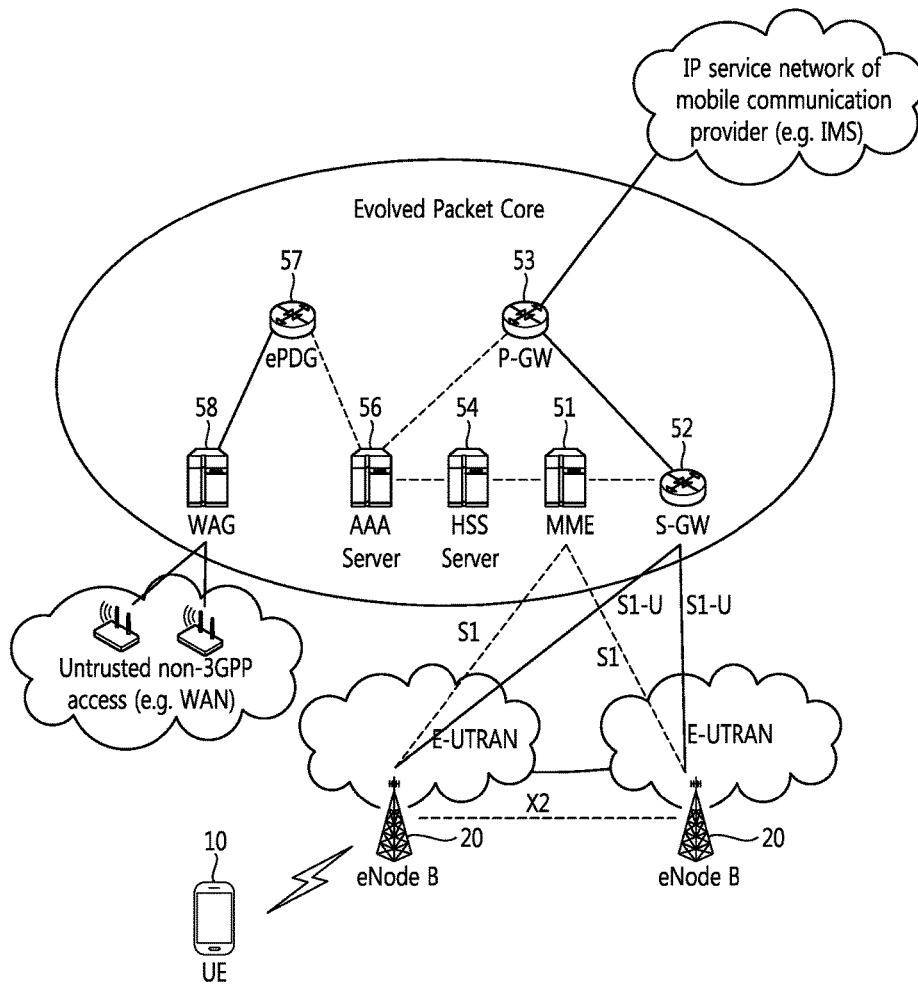 IP service network of
mobile communication
provider (e.g. IMS)
Evolved Packet Core
57
53
ePDG
P-GW
58
56
54
51
52
WAG
AAA
Server
HSS
Server
MME
S-GW
S1-U
S1-U
S1
S1
Untrusted non-3GPP
access (e.g. WAN)
E-UTRAN
E-UTRAN
X2
10
20
20
eNode B
eNode B
UE